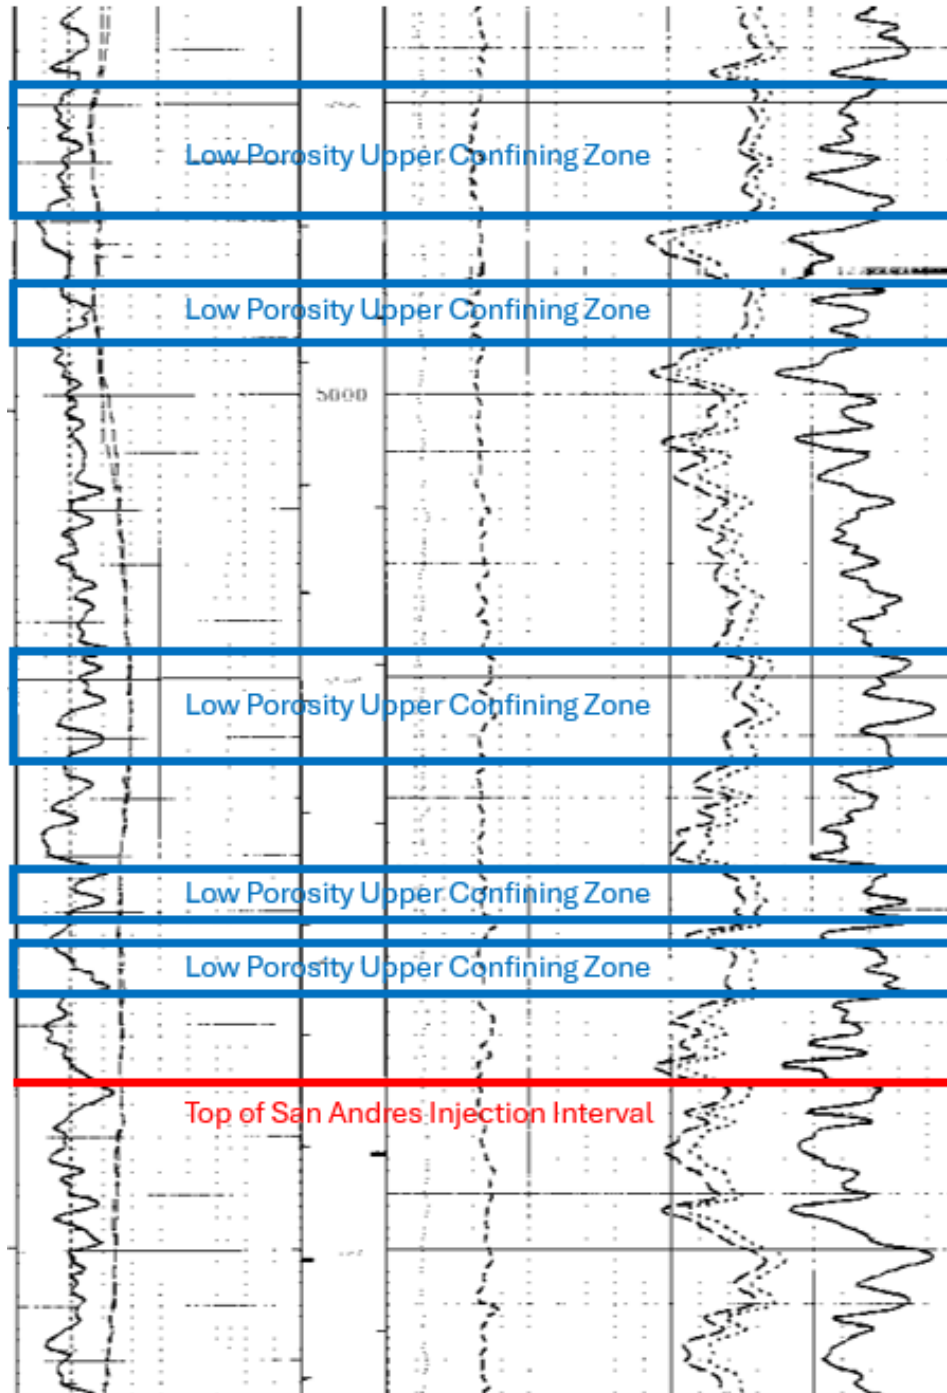 Low Porosity Upper Confining Zone
Low Porosity Upper Confining Zone
5000
Low Porosity Upper Confining Zone
Low Porosity Upper Confining Zone
Low Porosity Upper Confining Zone
Top of San Andres Injection Interval